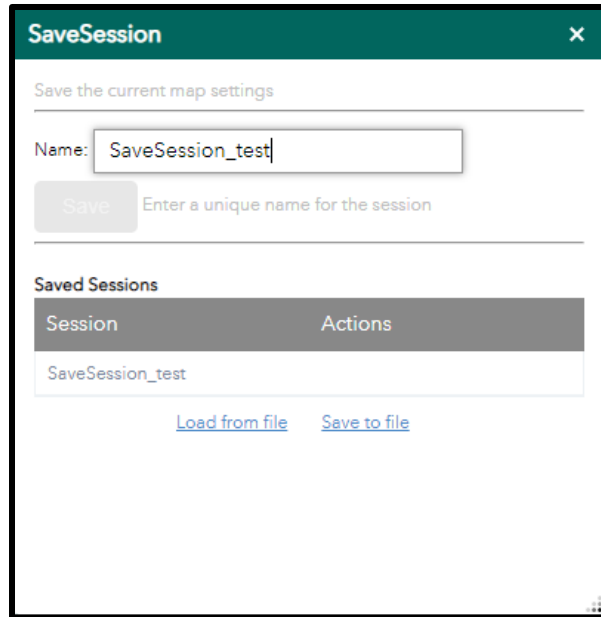 SaveSession
Save the current map settings
Name: SaveSession_test
Save Enter a unique name for the session
Saved Sessions
Session Actions
SaveSession_test
Load from file Save to file